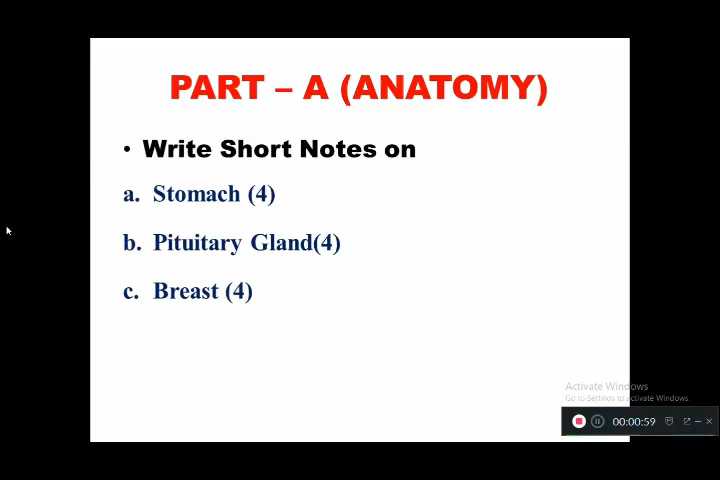 PART – A (ANATOMY)
• Write Short Notes on
a. Stomach (4)
b. Pituitary Gland(4)
c. Breast (4)
Activate Windows
Go to Settings to activate Windows.
00:00:59